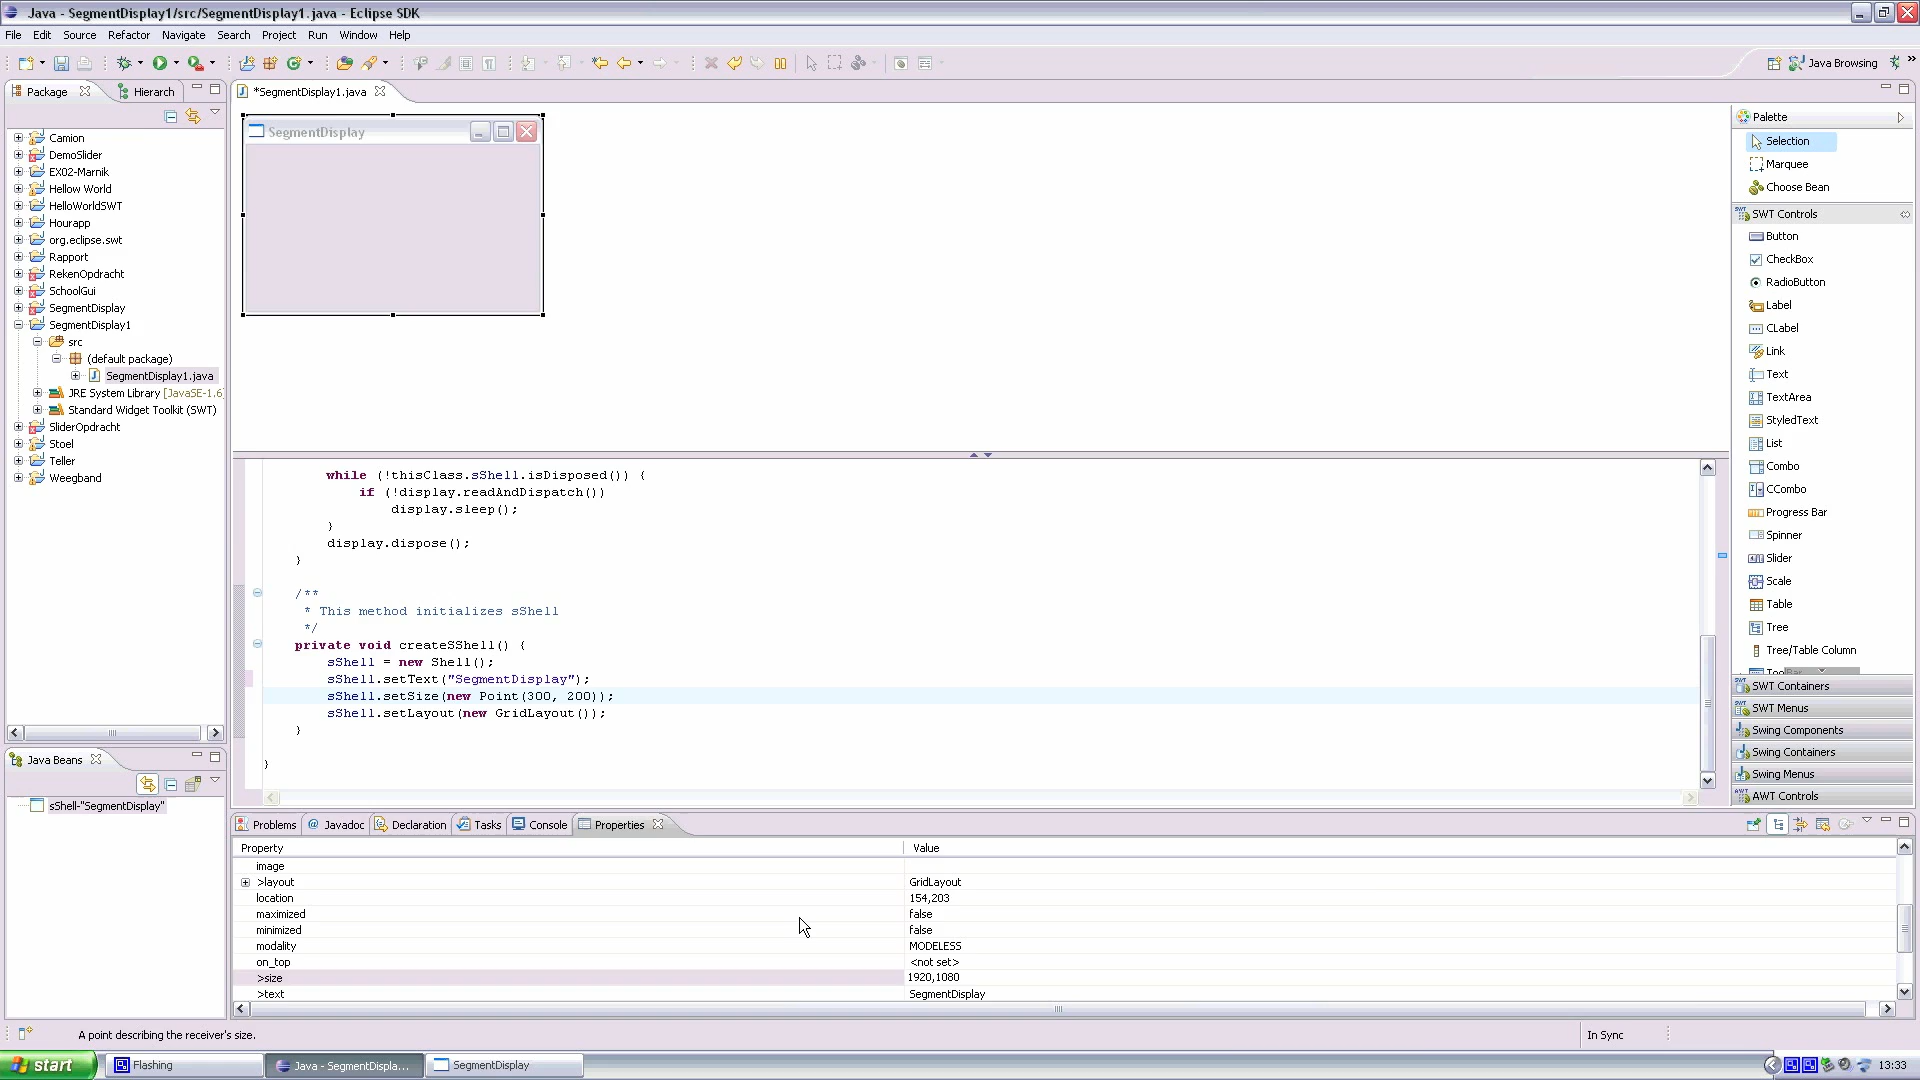 Java - SegmentDisplay1/src/SegmentDisplay1.java - Eclipse SDK
File Edit Source Refactor Navigate Search Project Run Window Help
Java Browsing
Package
Hierarch
*SegmentDisplay1.java
Camion
DemoSlider
EX02-Marnik
Hellow World
HelloWorldSWT
Hourapp
org.eclipse.swt
Rapport
RekenOpdracht
SchoolGui
SegmentDisplay
SegmentDisplay1
src
(default package)
SegmentDisplay1.java
JRE System Library [JavaSE-1.6
Standard Widget Toolkit (SWT)
SliderOpdracht
Stoel
Teller
Weegband
SegmentDisplay
Palette
Selection
Marquee
Choose Bean
SWT Controls
Button
CheckBox
RadioButton
Label
CLabel
Link
Text
TextArea
StyledText
List
Combo
CCombo
Progress Bar
Spinner
Slider
Scale
Table
Tree
Tree/Table Column
SWT Containers
SWT Menus
Swing Components
Swing Containers
Swing Menus
AWT Controls
while (!thisClass.sShell.isDisposed()) {
if (!display.readAndDispatch())
display.sleep();
}
display.dispose();
}
/**
* This method initializes sShell
*/
private void createSShell() {
sShell = new Shell();
sShell.setText("SegmentDisplay");
sShell.setSize(new Point(300, 200));
sShell.setLayout(new GridLayout());
}
}
Java Beans
sShell-"SegmentDisplay"
Problems @ Javadoc Declaration Tasks Console Properties
Property Value
image
>layout GridLayout
location 154,203
maximized false
minimized false
modality MODELESS
on_top <not set>
>size 1920,1080
>text SegmentDisplay
A point describing the receiver's size.
In Sync
start
Flashing
Java - SegmentDispla...
SegmentDisplay
13:33